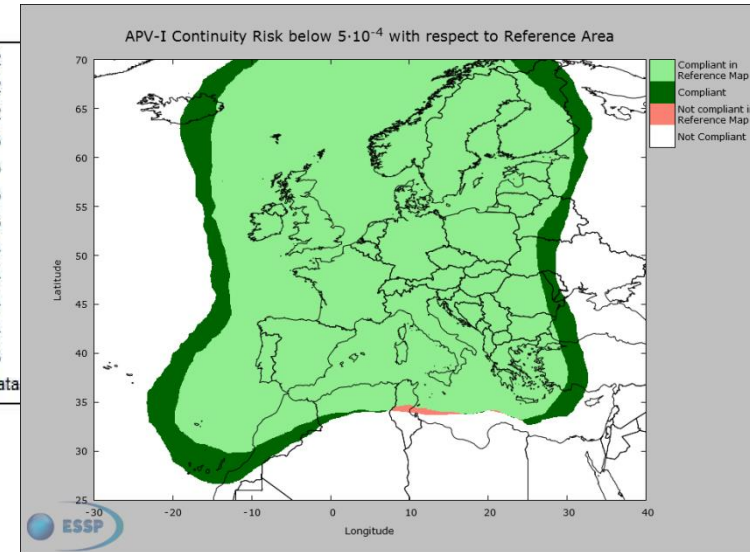 APV-I Continuity Risk below 5·10⁻⁴ with respect to Reference Area
Compliant in
Reference Map
Compliant
Not compliant i
Reference Map
Not Compliant
Latitude
70
65
60
55
50
45
40
35
30
25
-30
-20
-10
0
10
20
30
40
Longitude
ata
ESSP